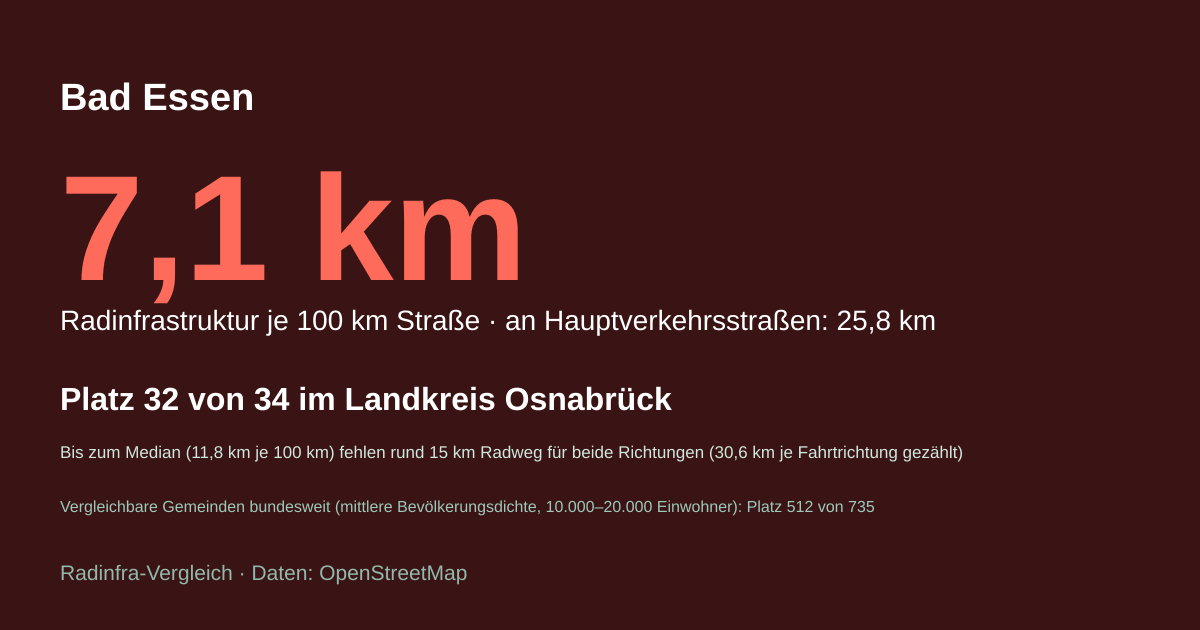 Bad Essen
7,1 km
Radinfrastruktur je 100 km Straße · an Hauptverkehrsstraßen: 25,8 km
Platz 32 von 34 im Landkreis Osnabrück
Bis zum Median (11,8 km je 100 km) fehlen rund 15 km Radweg für beide Richtungen (30,6 km je Fahrtrichtung gezählt)
Vergleichbare Gemeinden bundesweit (mittlere Bevölkerungsdichte, 10.000–20.000 Einwohner): Platz 512 von 735
Radinfra-Vergleich · Daten: OpenStreetMap